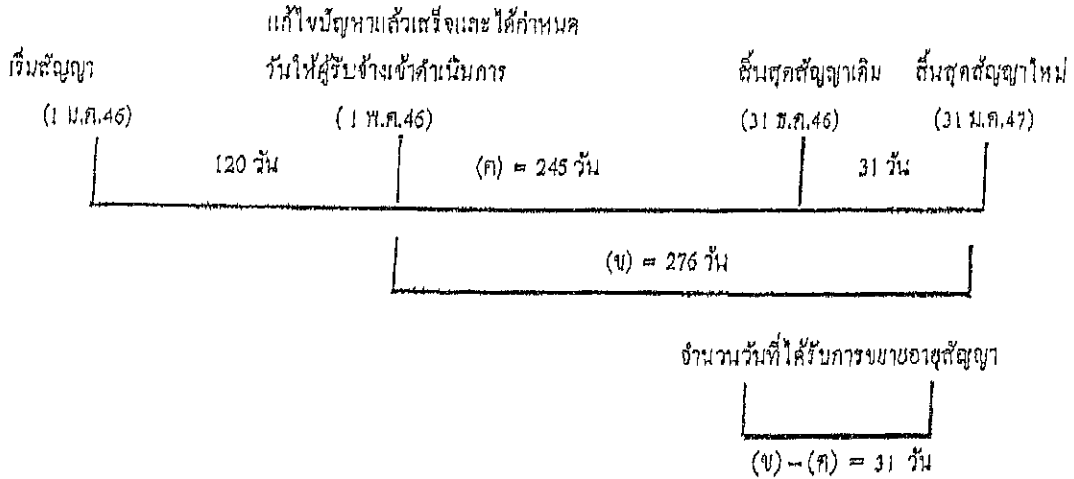 แก้ไขปัญหาแล้วเสร็จและได้กำหนด
เริ่มสัญญา วันให้ผู้รับจ้างเข้าดำเนินการ สิ้นสุดสัญญาเดิม สิ้นสุดสัญญาใหม่
(1 ม.ค.46) (1 พ.ค.46) (31 ธ.ค.46) (31 ม.ค.47)
120 วัน (ค) = 245 วัน 31 วัน
(ข) = 276 วัน
จำนวนวันที่ได้รับการขยายอายุสัญญา
(ข) - (ค) = 31 วัน